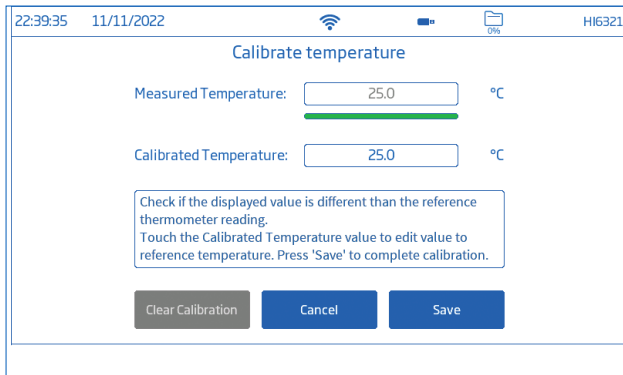 22:39:35 11/11/2022 HI6321
0%
Calibrate temperature
Measured Temperature: 25.0 °C
Calibrated Temperature: 25.0 °C
Check if the displayed value is different than the reference
thermometer reading.
Touch the Calibrated Temperature value to edit value to
reference temperature. Press 'Save' to complete calibration.
Clear Calibration Cancel Save